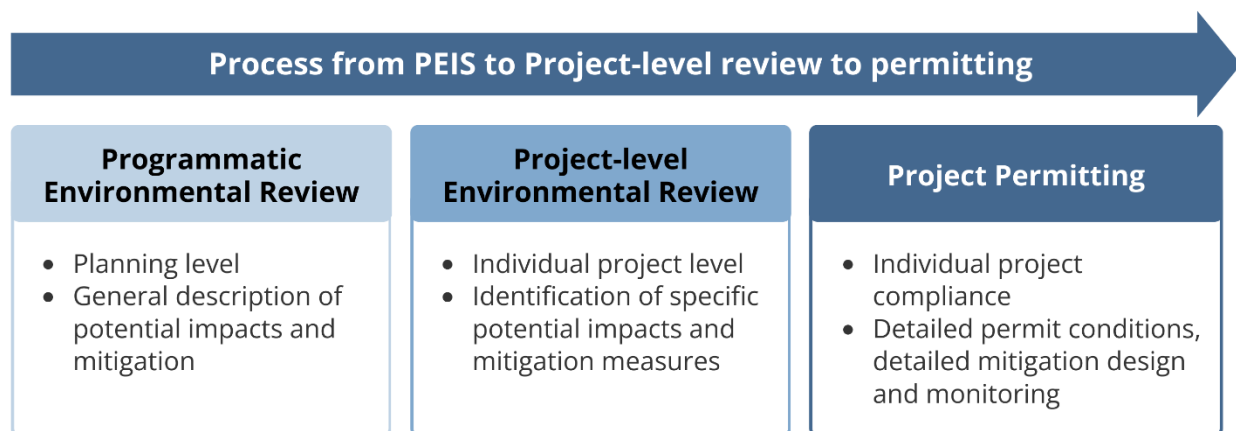 Process from PEIS to Project-level review to permitting
Programmatic
Environmental Review
• Planning level
• General description of
potential impacts and
mitigation
Project-level
Environmental Review
• Individual project level
• Identification of specific
potential impacts and
mitigation measures
Project Permitting
• Individual project
compliance
• Detailed permit conditions,
detailed mitigation design
and monitoring